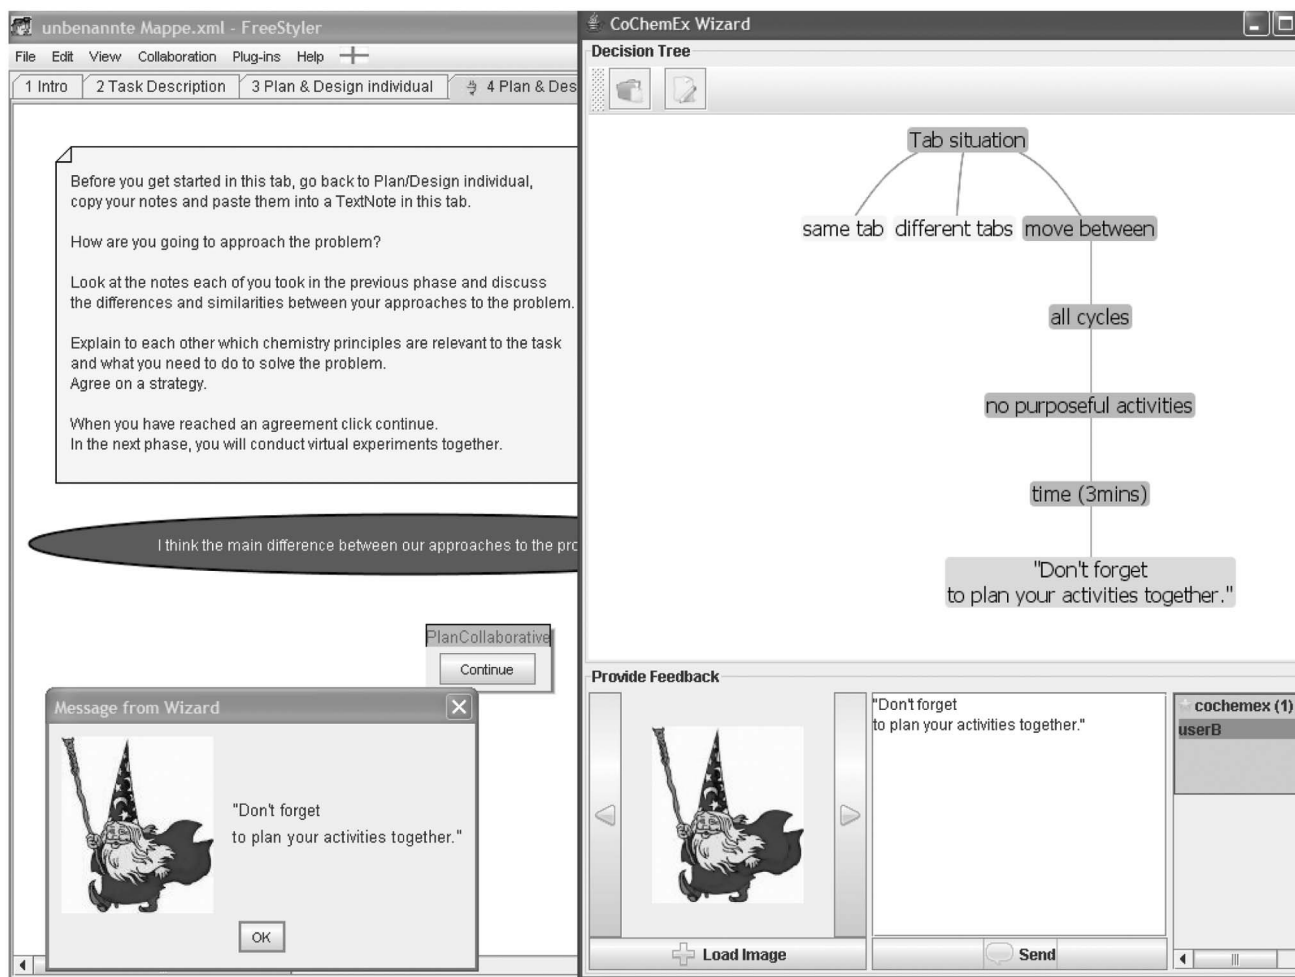 unbenannte Mappe.xml - FreeStyler
File Edit View Collaboration Plug-ins Help
1 Intro 2 Task Description 3 Plan & Design individual 4 Plan & Des
Before you get started in this tab, go back to Plan/Design individual,
copy your notes and paste them into a TextNote in this tab.
How are you going to approach the problem?
Look at the notes each of you took in the previous phase and discuss
the differences and similarities between your approaches to the problem.
Explain to each other which chemistry principles are relevant to the task
and what you need to do to solve the problem.
Agree on a strategy.
When you have reached an agreement click continue.
In the next phase, you will conduct virtual experiments together.
I think the main difference between our approaches to the pro
PlanCollaborative
Continue
Message from Wizard
"Don't forget
to plan your activities together."
OK
CoChemEx Wizard
Decision Tree
Tab situation
same tab different tabs move between
all cycles
no purposeful activities
time (3mins)
"Don't forget
to plan your activities together."
Provide Feedback
"Don't forget
to plan your activities together."
cochemex (1)
userB
Load Image
Send